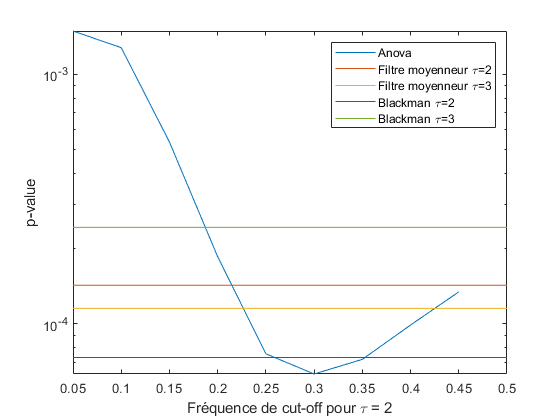 10^-3
10^-4
p-value
Anova
Filtre moyenneur τ=2
Filtre moyenneur τ=3
Blackman τ=2
Blackman τ=3
0.05 0.1 0.15 0.2 0.25 0.3 0.35 0.4 0.45 0.5
Fréquence de cut-off pour τ = 2